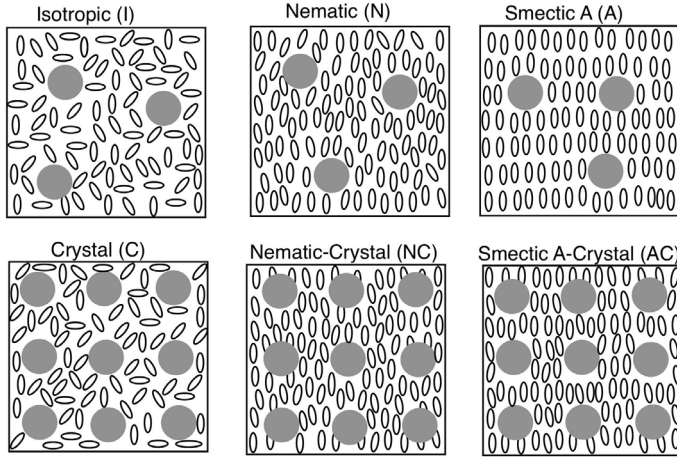 Isotropic (I)
Nematic (N)
Smectic A (A)
Crystal (C)
Nematic-Crystal (NC)
Smectic A-Crystal (AC)